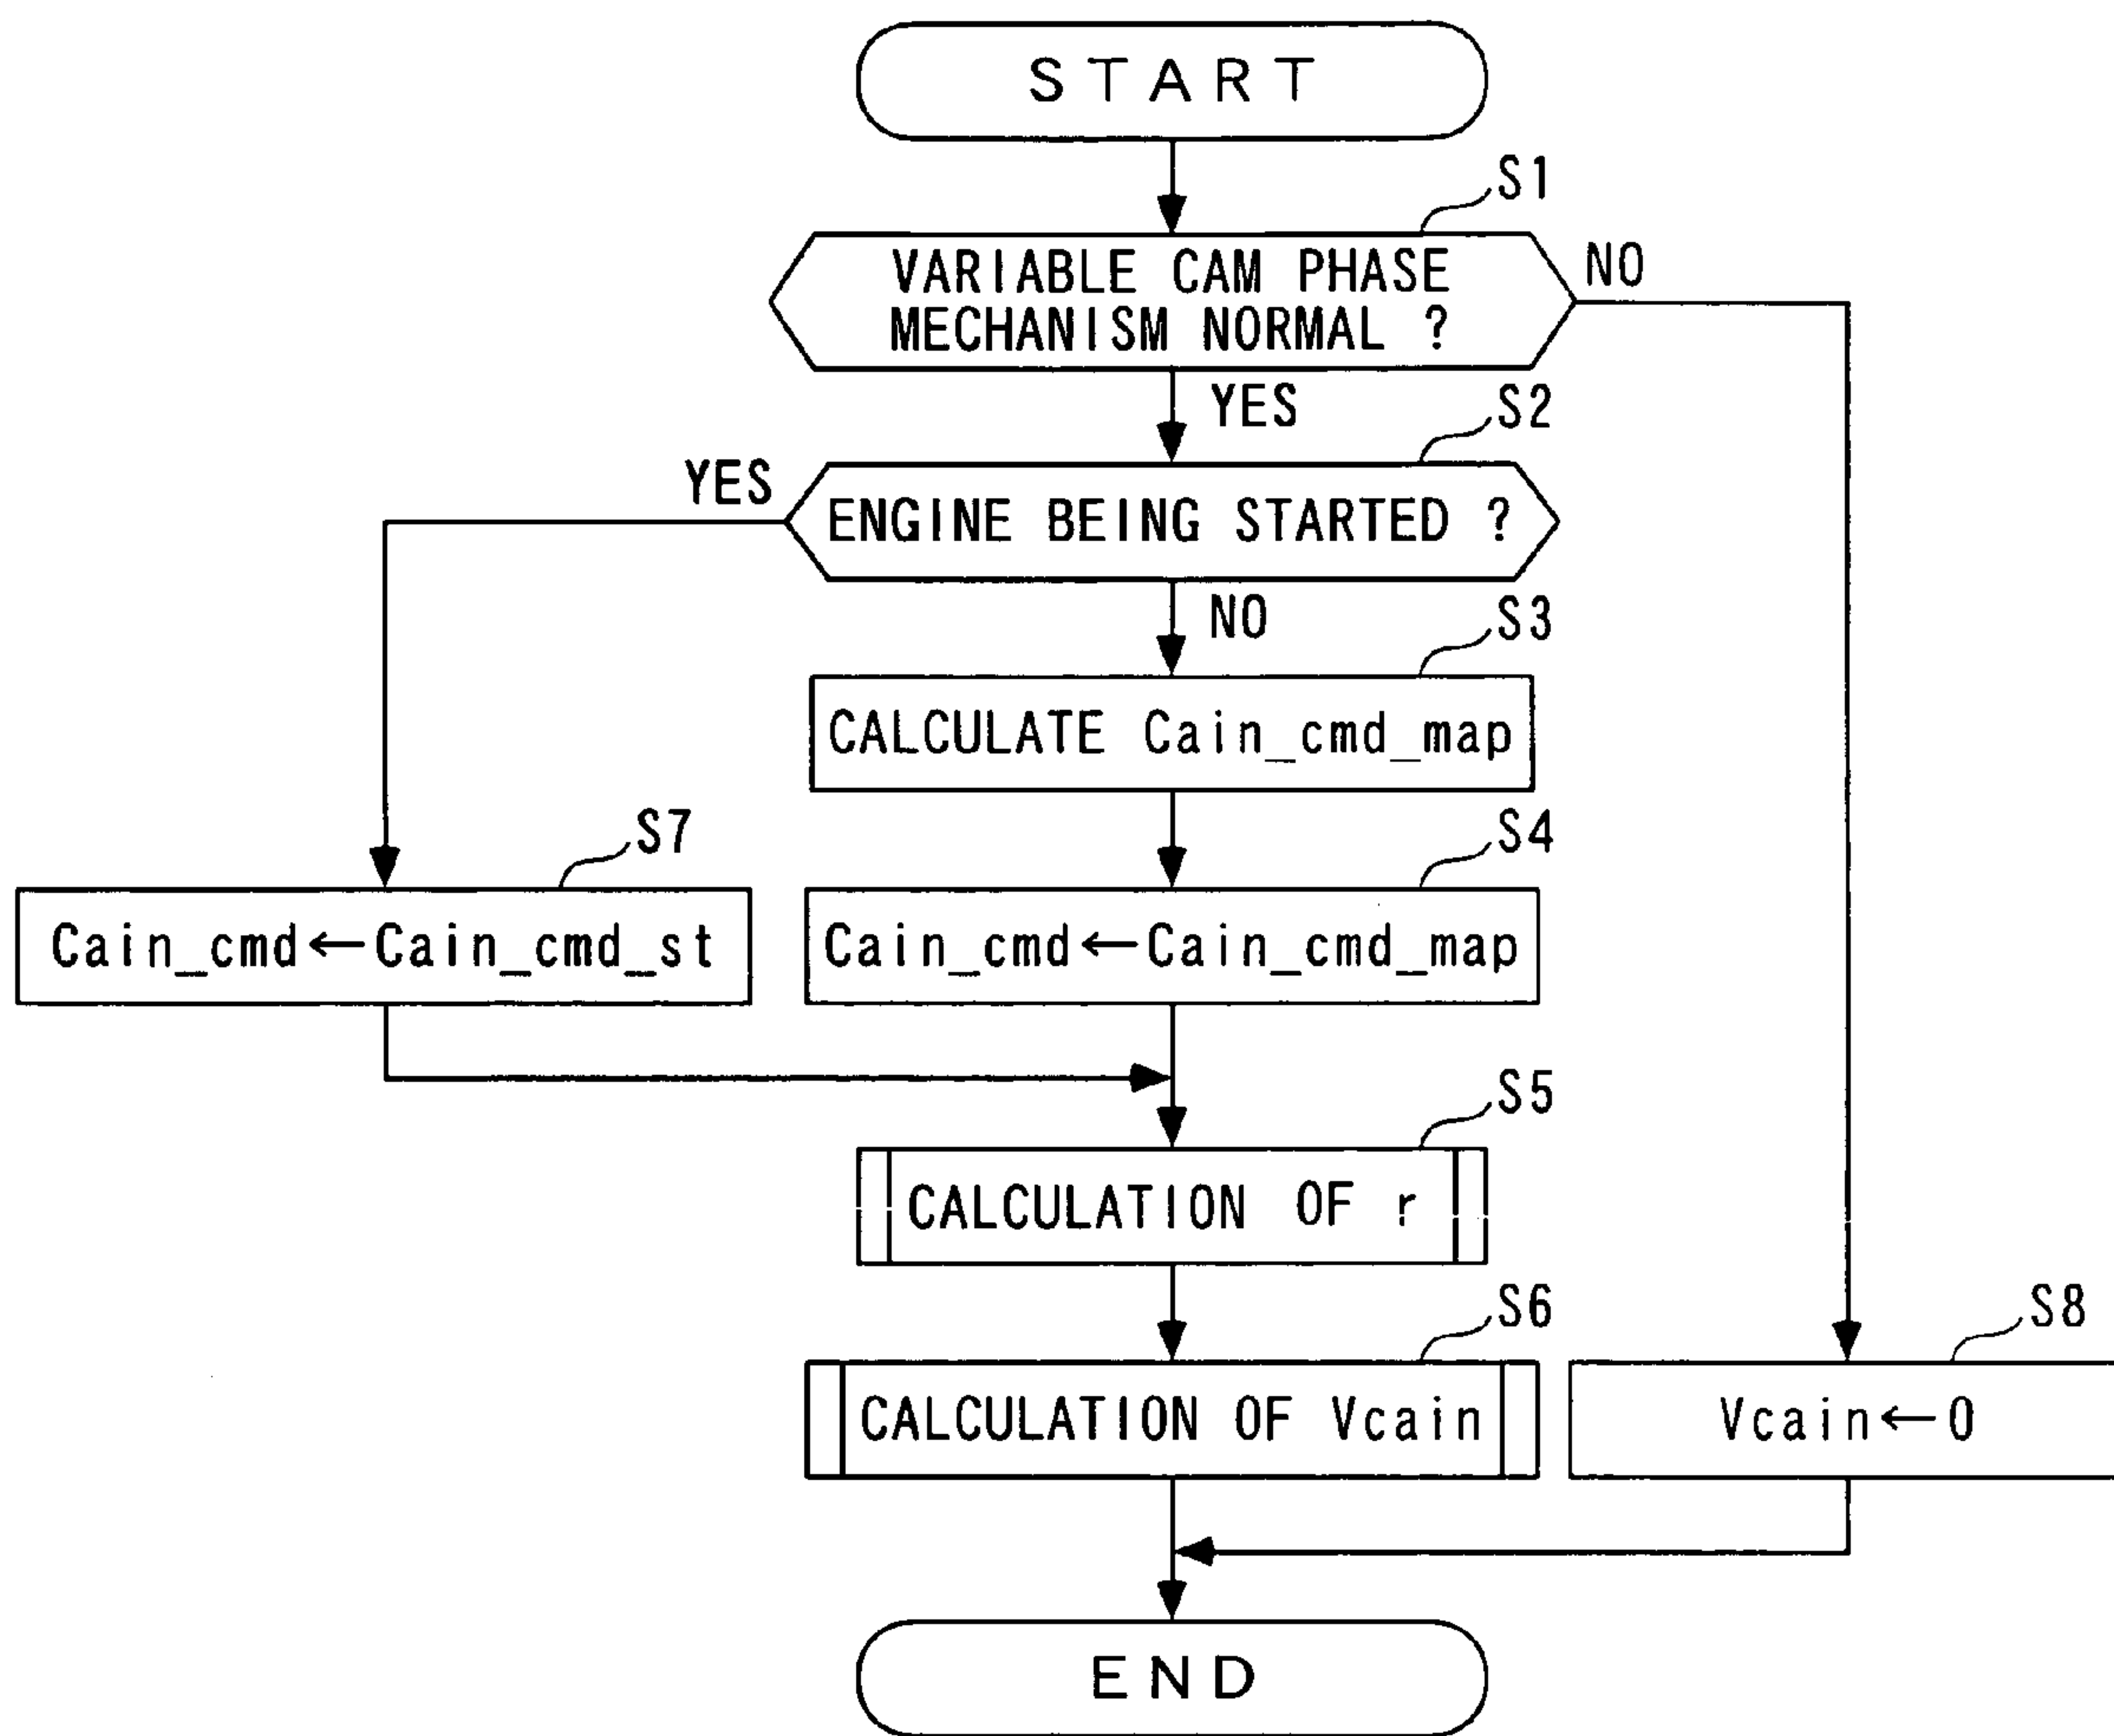 START
S1
VARIABLE CAM PHASE
MECHANISM NORMAL ?
NO
YES
S2
YES
ENGINE BEING STARTED ?
NO
S3
CALCULATE Cain_cmd_map
S7
S4
Cain_cmd←Cain_cmd_st
Cain_cmd←Cain_cmd_map
S5
CALCULATION OF r
S6
S8
CALCULATION OF Vcain
Vcain←0
END